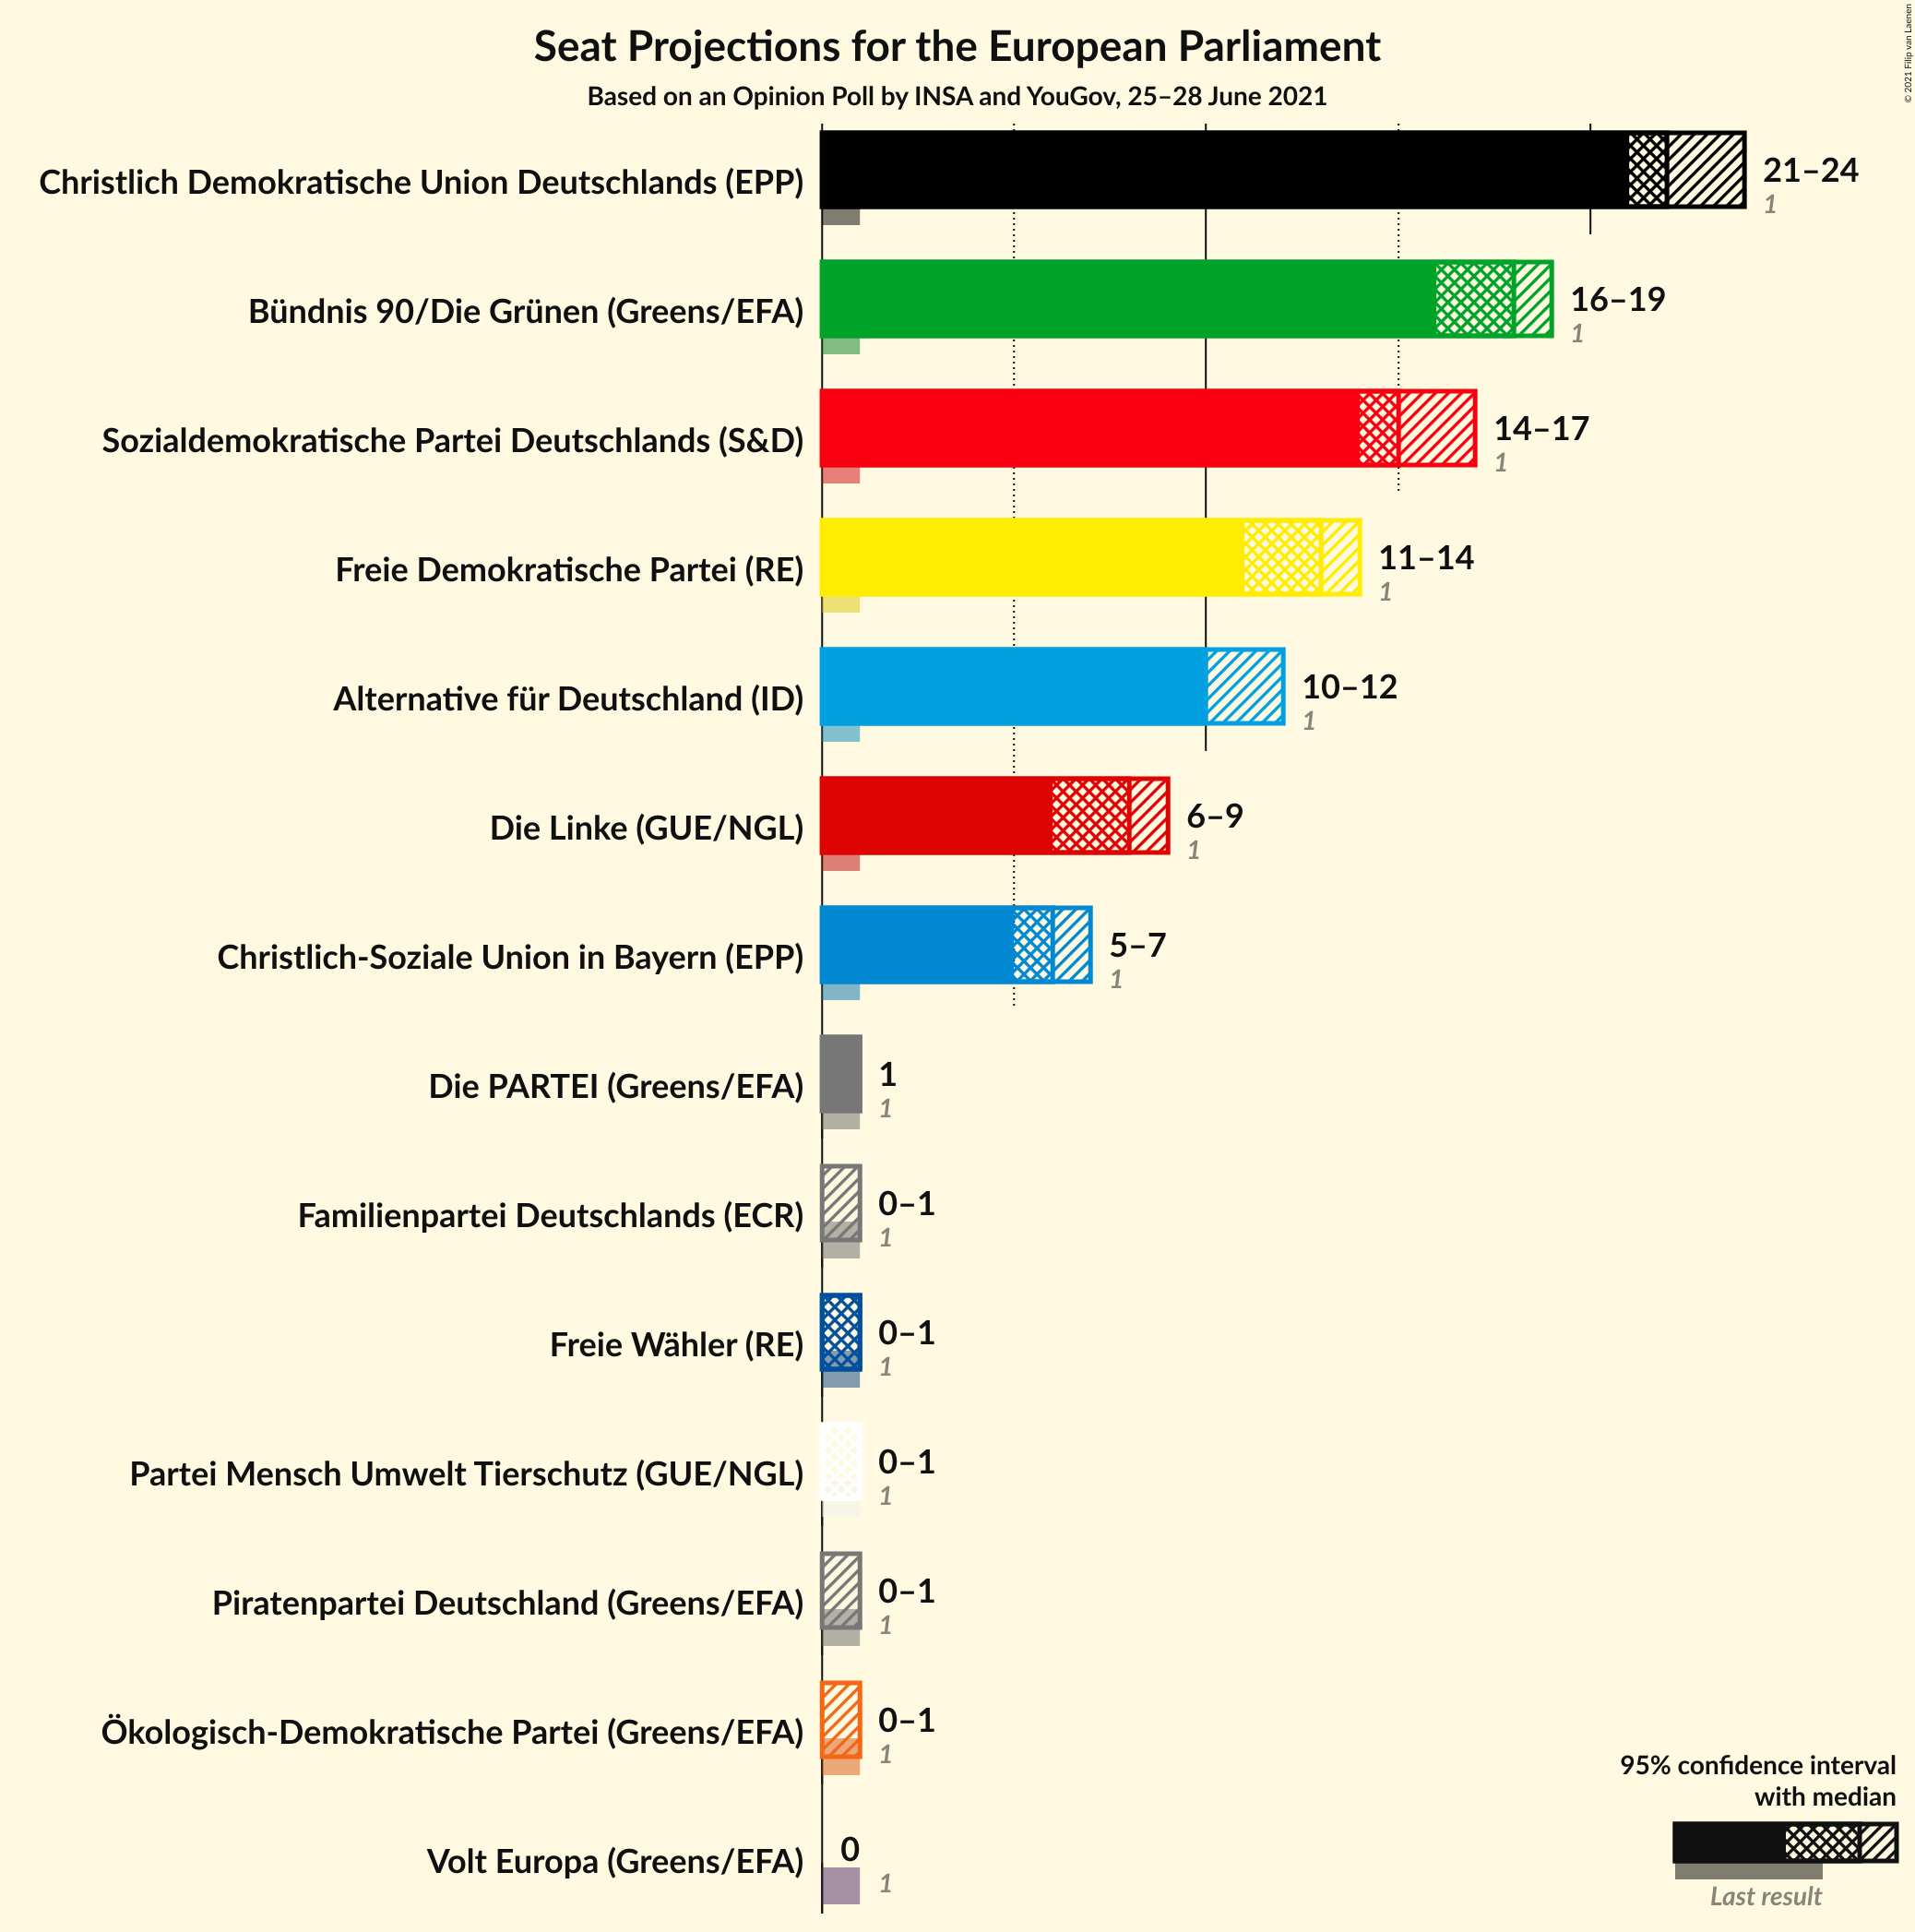 Seat Projections for the European Parliament
Based on an Opinion Poll by INSA and YouGov, 25–28 June 2021
© 2021 Filip van Laenen
Christlich Demokratische Union Deutschlands (EPP)
21–24
1
Bündnis 90/Die Grünen (Greens/EFA)
16–19
1
Sozialdemokratische Partei Deutschlands (S&D)
14–17
1
Freie Demokratische Partei (RE)
11–14
1
Alternative für Deutschland (ID)
10–12
1
Die Linke (GUE/NGL)
6–9
1
Christlich-Soziale Union in Bayern (EPP)
5–7
1
Die PARTEI (Greens/EFA)
1
1
Familienpartei Deutschlands (ECR)
0–1
1
Freie Wähler (RE)
0–1
1
Partei Mensch Umwelt Tierschutz (GUE/NGL)
0–1
1
Piratenpartei Deutschland (Greens/EFA)
0–1
1
Ökologisch-Demokratische Partei (Greens/EFA)
0–1
1
Volt Europa (Greens/EFA)
0
1
95% confidence interval
with median
Last result